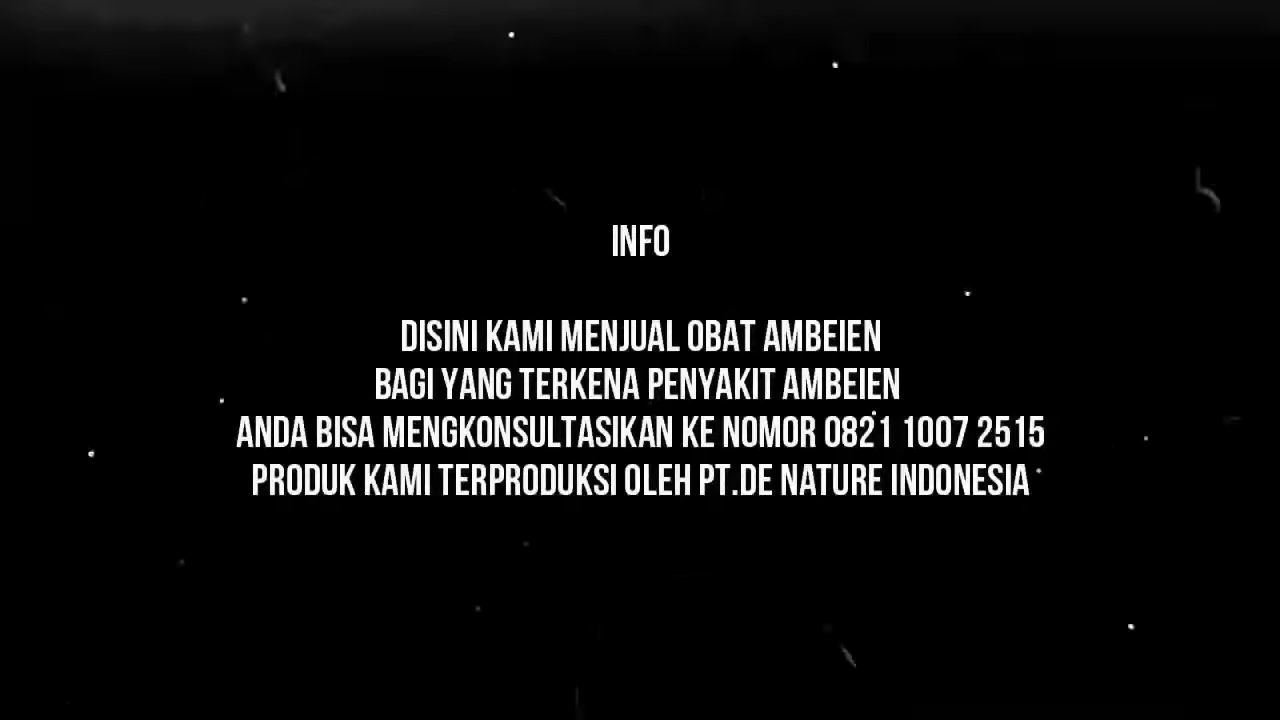 INFO
DISINI KAMI MENJUAL OBAT AMBEIEN
BAGI YANG TERKENA PENYAKIT AMBEIEN
ANDA BISA MENGKONSULTASIKAN KE NOMOR 0821 1007 2515
PRODUK KAMI TERPRODUKSI OLEH PT.DE NATURE INDONESIA